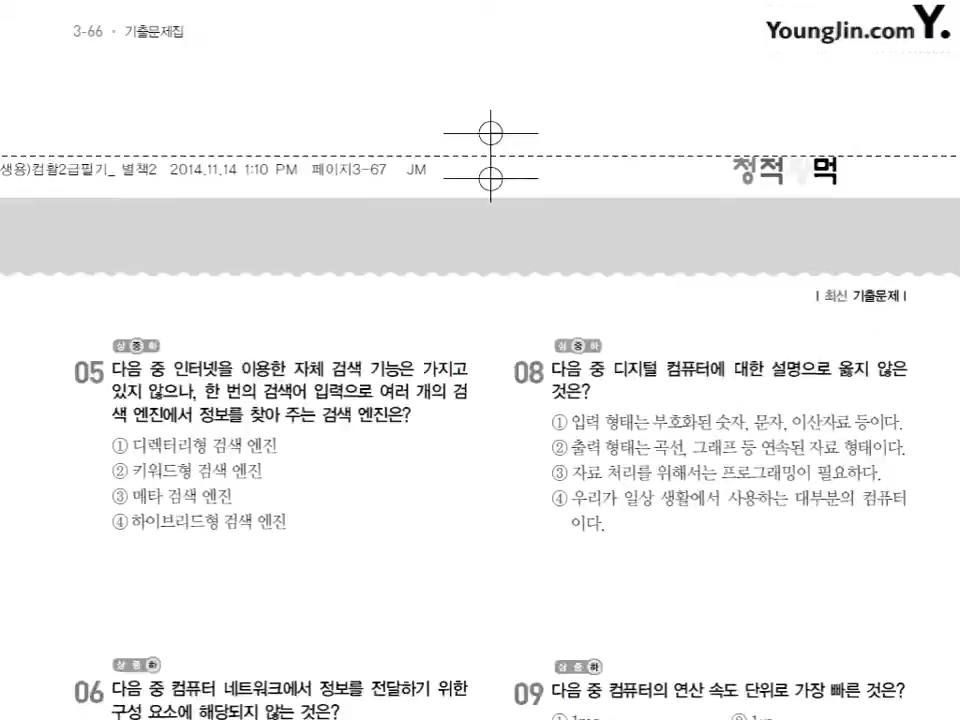 3-66 • 기출문제집
YoungJin.com Y.
생용)컴활2급필기_ 별책2 2014.11.14 1:10 PM 페이지3-67 JM
정적 먹
I 최신 기출문제 I
상 중 하
05 다음 중 인터넷을 이용한 자체 검색 기능은 가지고
있지 않으나, 한 번의 검색어 입력으로 여러 개의 검
색 엔진에서 정보를 찾아 주는 검색 엔진은?
① 디렉터리형 검색 엔진
② 키워드형 검색 엔진
③ 메타 검색 엔진
④ 하이브리드형 검색 엔진
상 중 하
06 다음 중 컴퓨터 네트워크에서 정보를 전달하기 위한
구성 요소에 해당되지 않는 것은?
상 중 하
08 다음 중 디지털 컴퓨터에 대한 설명으로 옳지 않은
것은?
① 입력 형태는 부호화된 숫자, 문자, 이산자료 등이다.
② 출력 형태는 곡선, 그래프 등 연속된 자료 형태이다.
③ 자료 처리를 위해서는 프로그래밍이 필요하다.
④ 우리가 일상 생활에서 사용하는 대부분의 컴퓨터
이다.
상 중 하
09 다음 중 컴퓨터의 연산 속도 단위로 가장 빠른 것은?